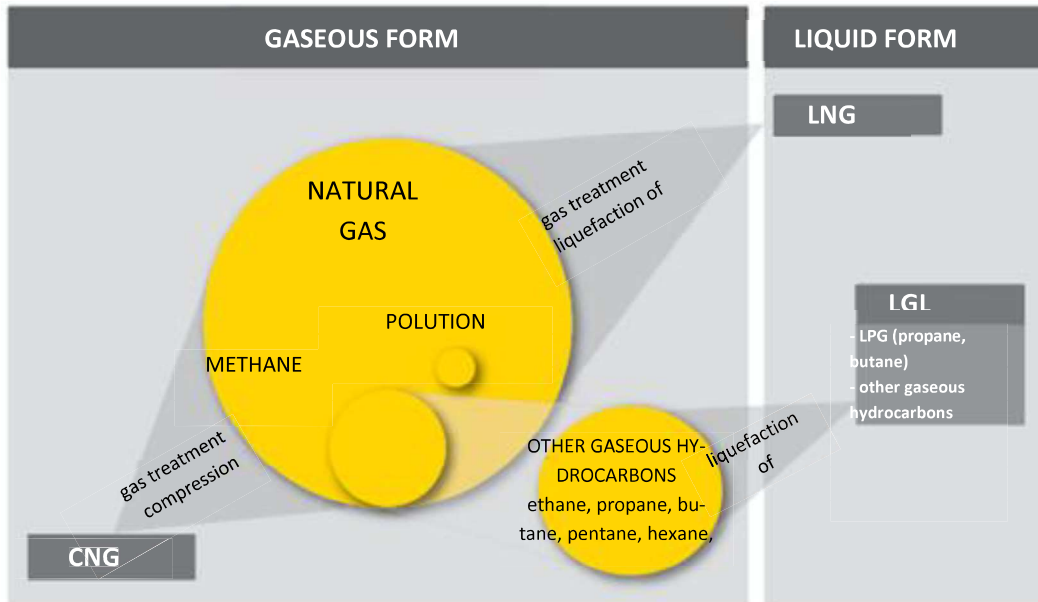 GASEOUS FORM
LIQUID FORM
LNG
NATURAL
GAS
gas treatment
liquefaction of
POLUTION
METHANE
LGL
- LPG (propane,
butane)
- other gaseous
hydrocarbons
gas treatment
compression
OTHER GASEOUS HY-
DROCARBONS
ethane, propane, bu-
tane, pentane, hexane,
liquefaction
of
CNG